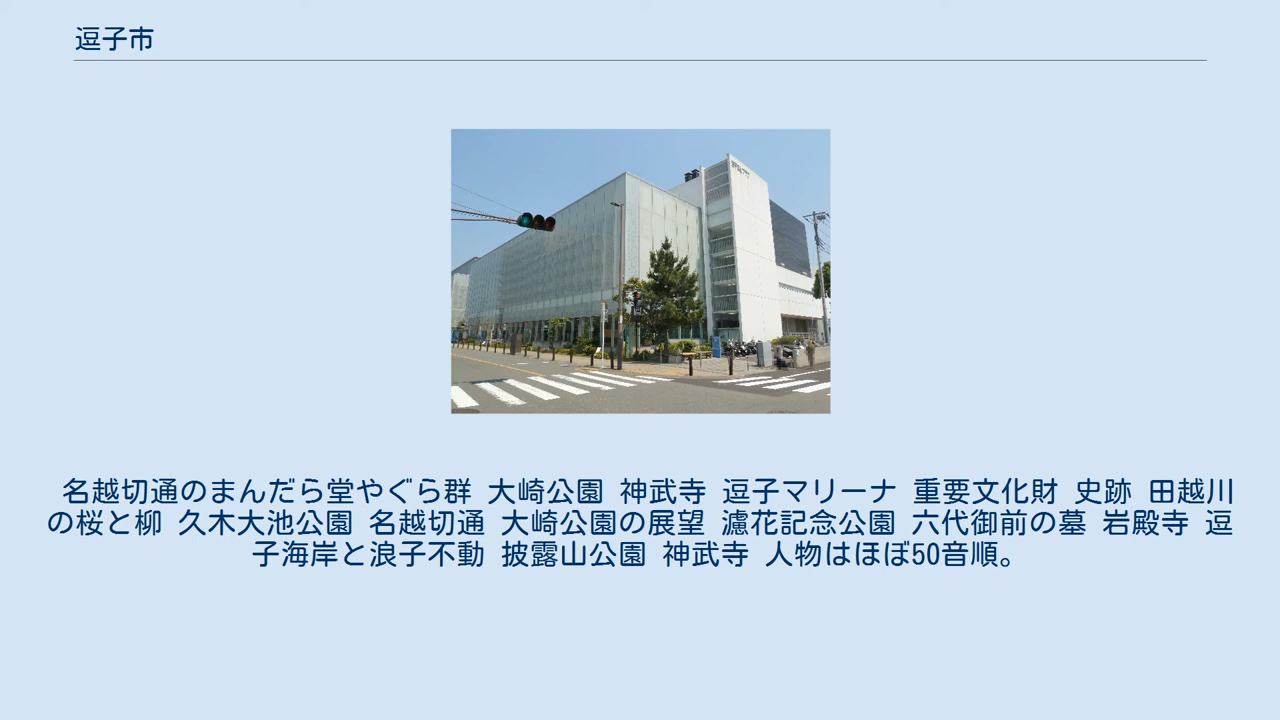 逗子市
名越切通のまんだら堂やぐら群 大崎公園 神武寺 逗子マリーナ 重要文化財 史跡 田越川
の桜と柳 久木大池公園 名越切通 大崎公園の展望 濾花記念公園 六代御前の墓 岩殿寺 逗
子海岸と浪子不動 披露山公園 神武寺 人物はほぼ50音順。